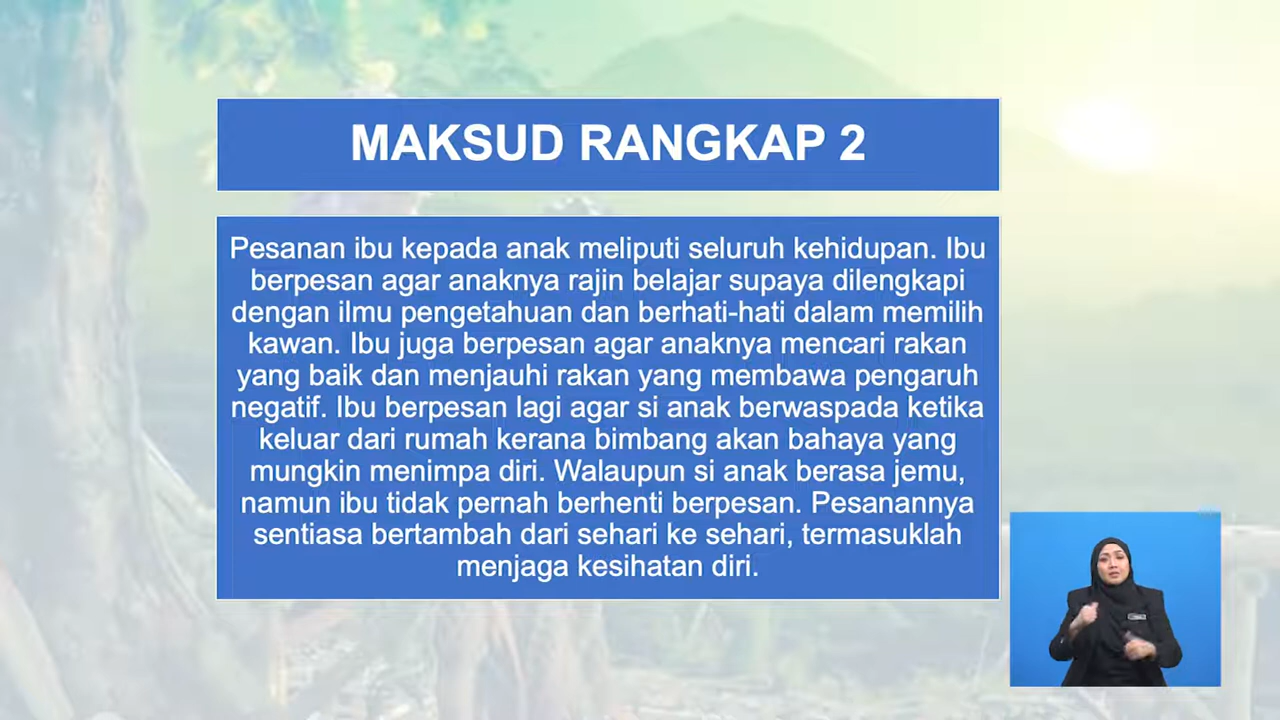 MAKSUD RANGKAP 2
Pesanan ibu kepada anak meliputi seluruh kehidupan. Ibu
berpesan agar anaknya rajin belajar supaya dilengkapi
dengan ilmu pengetahuan dan berhati-hati dalam memilih
kawan. Ibu juga berpesan agar anaknya mencari rakan
yang baik dan menjauhi rakan yang membawa pengaruh
negatif. Ibu berpesan lagi agar si anak berwaspada ketika
keluar dari rumah kerana bimbang akan bahaya yang
mungkin menimpa diri. Walaupun si anak berasa jemu,
namun ibu tidak pernah berhenti berpesan. Pesanannya
sentiasa bertambah dari sehari ke sehari, termasuklah
menjaga kesihatan diri.